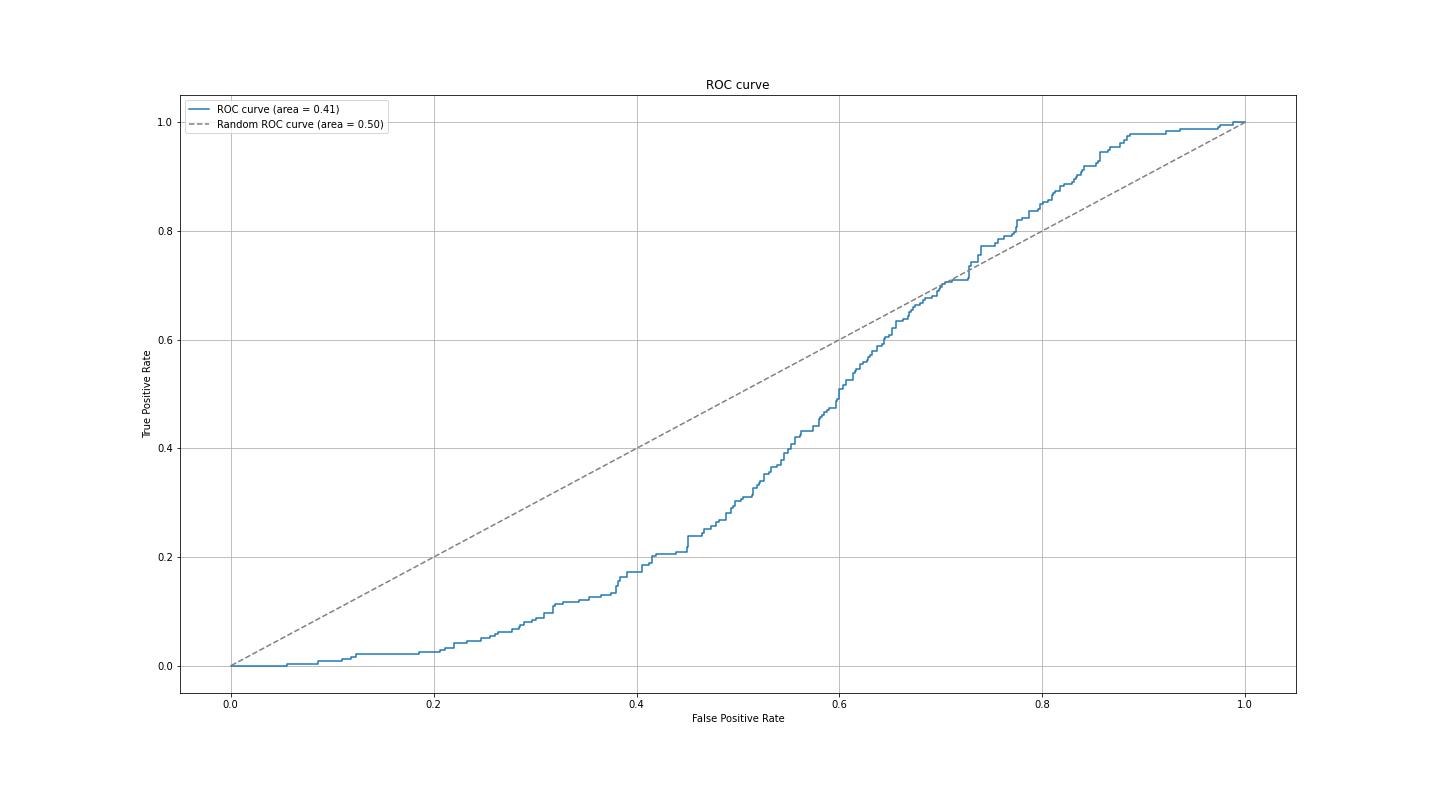 ROC curve
ROC curve (area = 0.41)
Random ROC curve (area = 0.50)
1.0
0.8
0.6
0.4
0.2
0.0
True Positive Rate
0.0 0.2 0.4 0.6 0.8 1.0
False Positive Rate